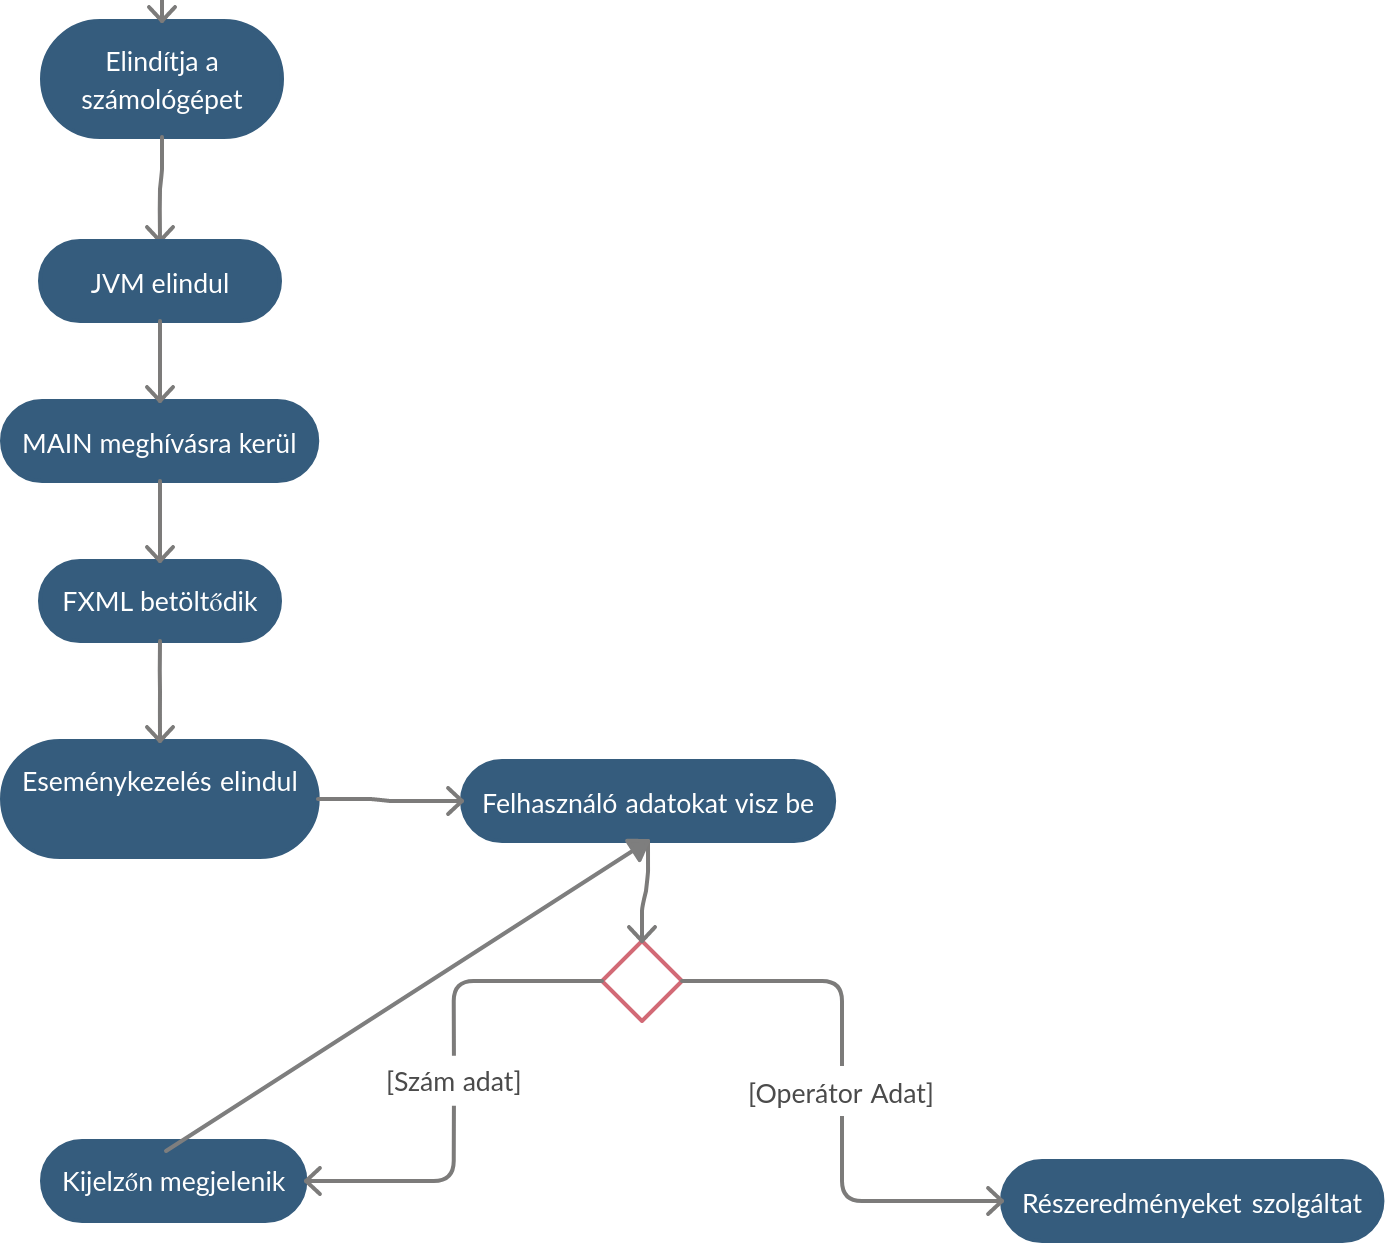 Elindítja a
számológépet
JVM elindul
MAIN meghívásra kerül
FXML betöltődik
Eseménykezelés elindul
Felhasználó adatokat visz be
[Szám adat]
[Operátor Adat]
Kijelzőn megjelenik
Részeredményeket szolgáltat